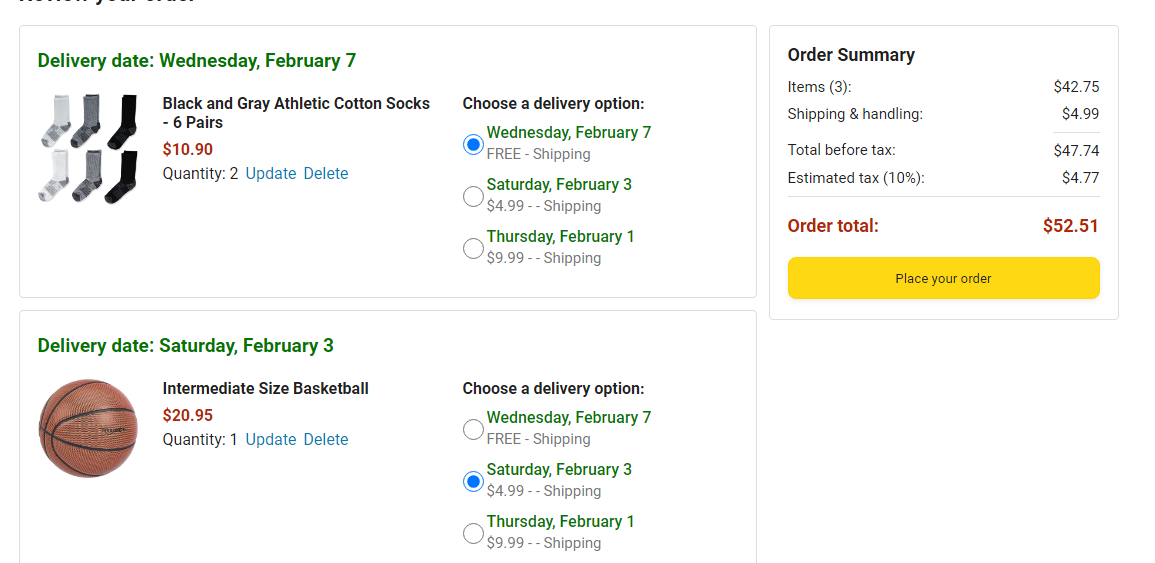 Review your order
Delivery date: Wednesday, February 7
Black and Gray Athletic Cotton Socks
- 6 Pairs
$10.90
Quantity: 2 Update Delete
Choose a delivery option:
Wednesday, February 7
FREE - Shipping
Saturday, February 3
$4.99 - - Shipping
Thursday, February 1
$9.99 - - Shipping
Delivery date: Saturday, February 3
Intermediate Size Basketball
$20.95
Quantity: 1 Update Delete
Choose a delivery option:
Wednesday, February 7
FREE - Shipping
Saturday, February 3
$4.99 - - Shipping
Thursday, February 1
$9.99 - - Shipping
Order Summary
Items (3): $42.75
Shipping & handling: $4.99
Total before tax: $47.74
Estimated tax (10%): $4.77
Order total: $52.51
Place your order